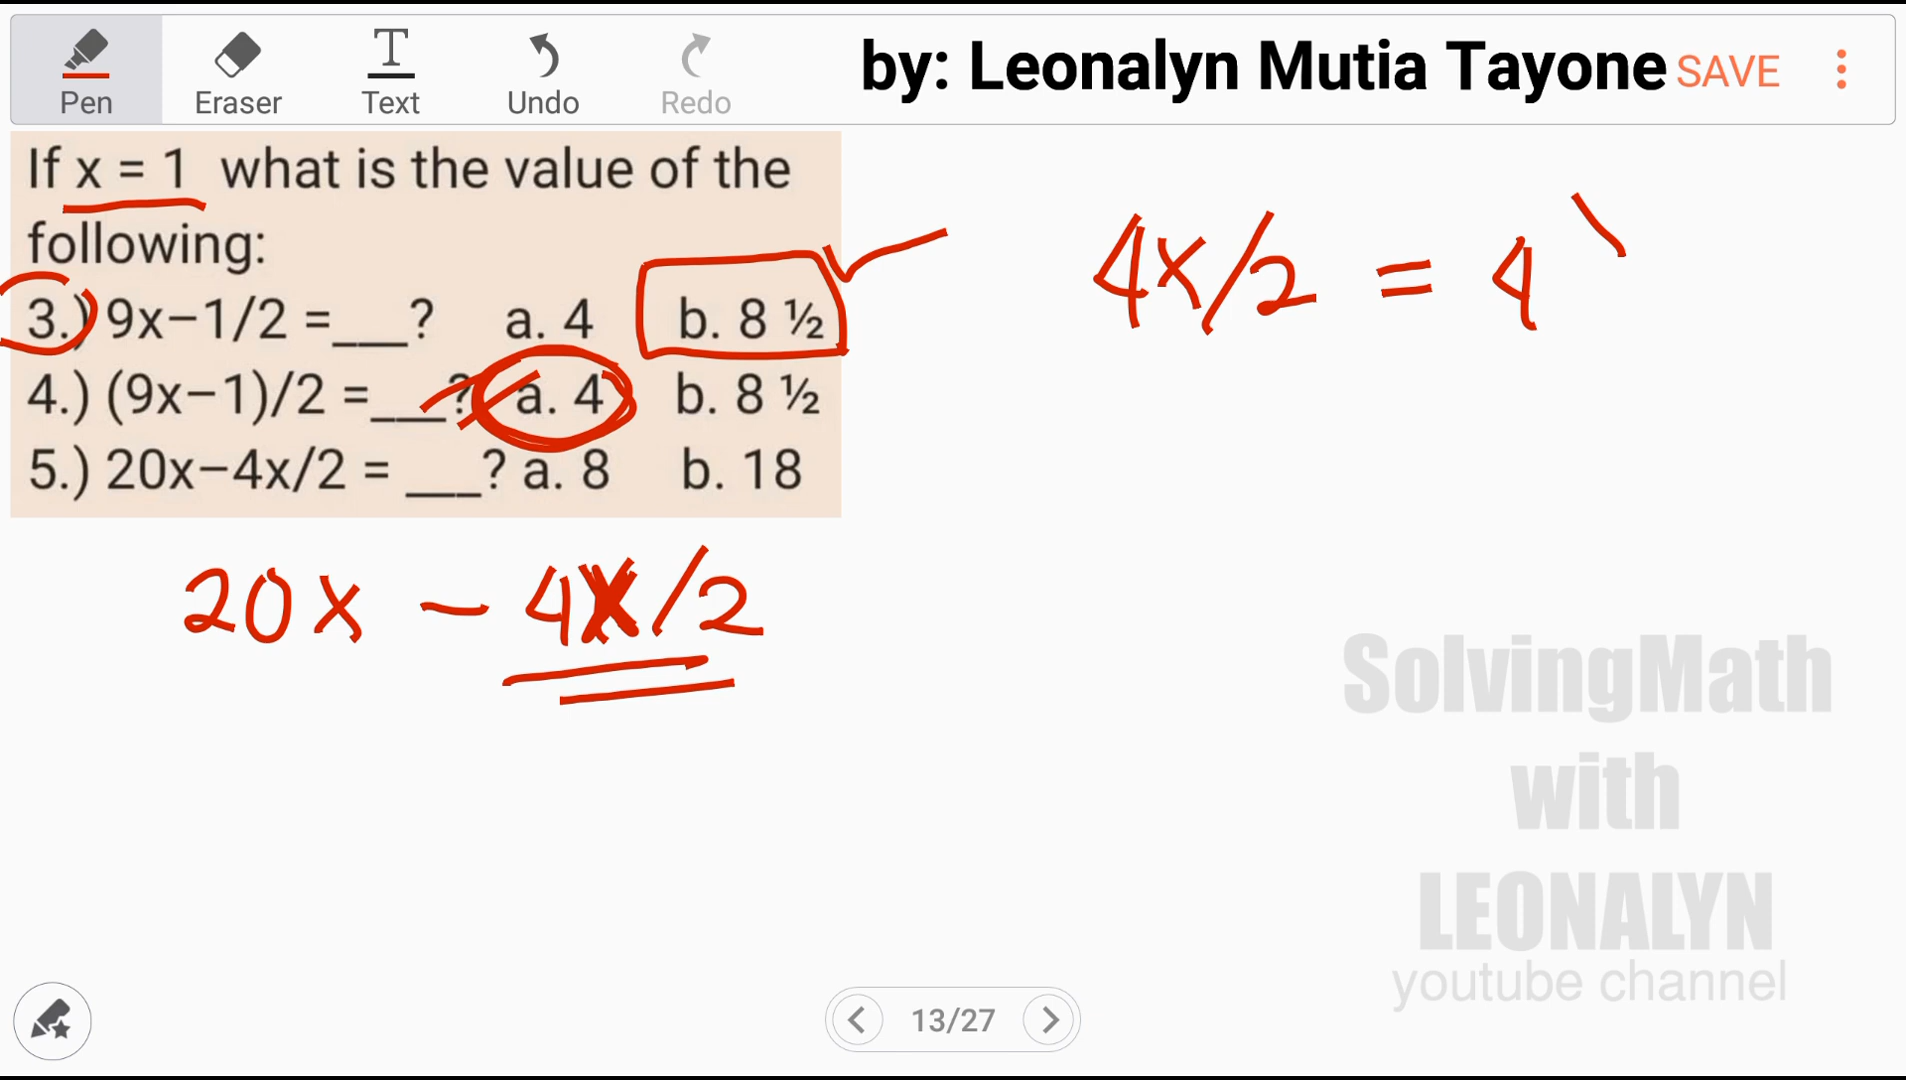 Pen Eraser Text Undo Redo by: Leonalyn Mutia Tayone SAVE
If x = 1 what is the value of the
following:
3.) 9x–1/2 =___? a. 4 b. 8 ½
4.) (9x–1)/2 =___? a. 4 b. 8 ½
5.) 20x–4x/2 = ___? a. 8 b. 18
4x/2 = 4
20x – 4x/2
SolvingMath
with
LEONALYN
youtube channel
13/27